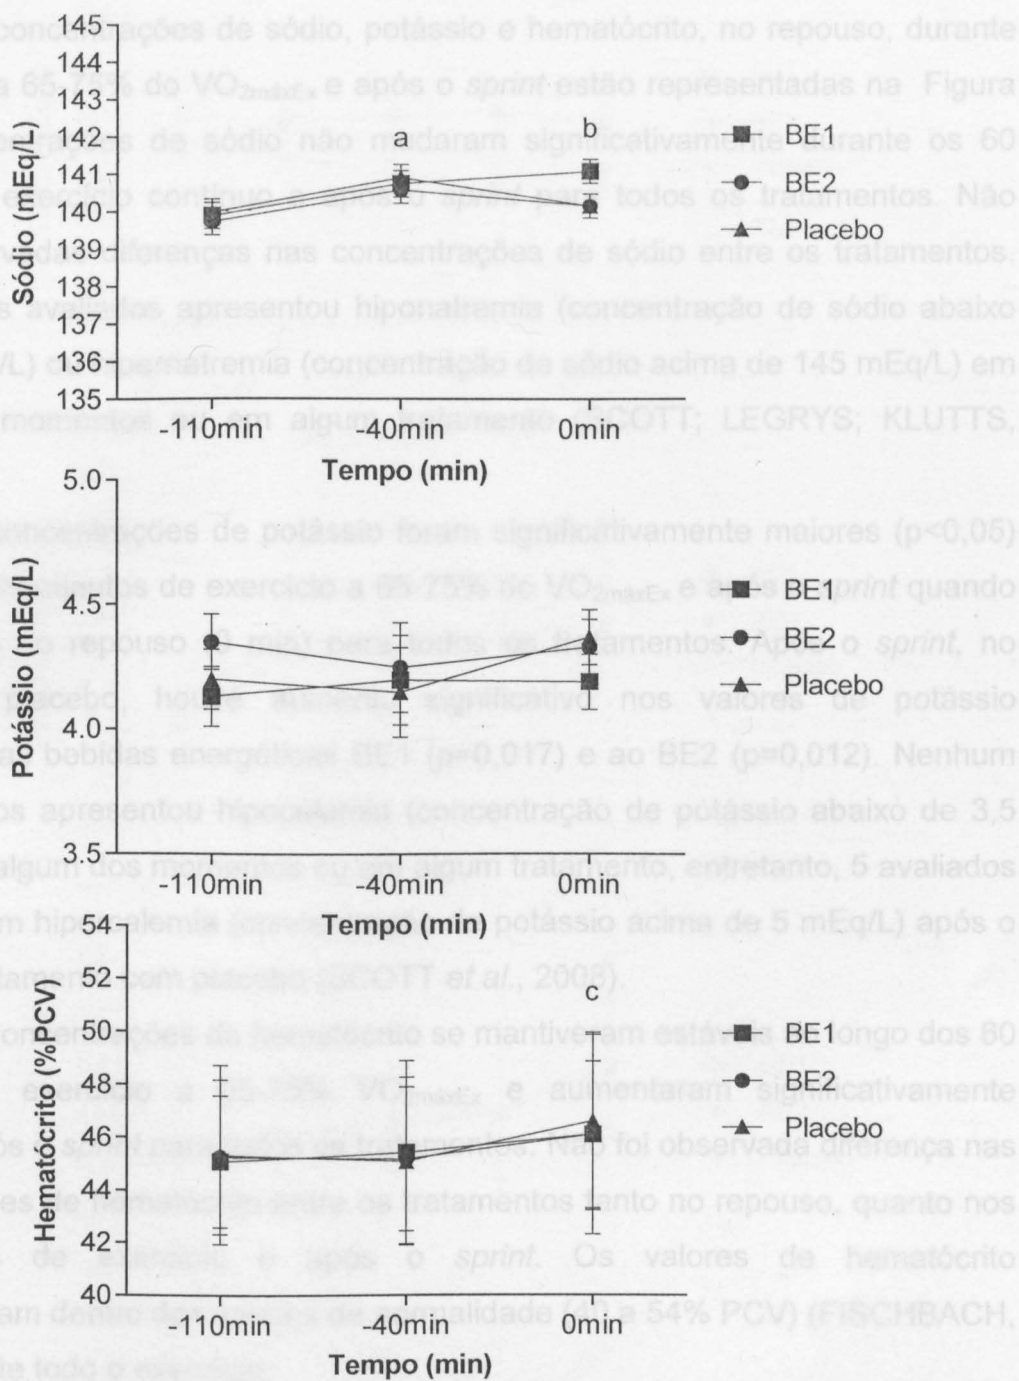 145
concentrações de sódio, potássio e hematócrito, no repouso, durante
144
a 65-75% do VO2máxEx e após o sprint estão representadas na Figura
143
142
a
b
BE1
BE2
Placebo
de sódio não mudaram significativamente durante os 60
141
exercício contínuo e após o sprint para todos os tratamentos. Não
140
diferenças nas concentrações de sódio entre os tratamentos.
139
138
avaliados apresentou hiponatremia (concentração de sódio abaixo
137
/L) ou hipernatremia (concentração de sódio acima de 145 mEq/L) em
136
135
momentos ou em algum tratamento (SCOTT; LEGRYS; KLUTTS,
Sódio (mEq/L)
-110min
-40min
0min
Tempo (min)
5.0
concentrações de potássio foram significativamente maiores (p<0,05)
minutos de exercício a 65-75% do VO2máxEx e após o sprint quando
4.5
BE1
BE2
Placebo
repouso (0 min) para todos os tratamentos. Após o sprint, no
placebo, houve aumento significativo nos valores de potássio
4.0
bebidas energéticas BE1 (p=0,017) e ao BE2 (p=0,012). Nenhum
apresentou hipocalemia (concentração de potássio abaixo de 3,5
3.5
algum dos momentos ou em algum tratamento, entretanto, 5 avaliados
Potássio (mEq/L)
-110min
-40min
0min
hipercalemia (concentração de potássio acima de 5 mEq/L) após o
Tempo (min)
54
com placebo (SCOTT et al., 2008).
52
c
50
BE1
BE2
Placebo
concentrações de hematócrito se mantiveram estáveis ao longo dos 60
48
exercício a 65-75% VO2máxEx e aumentaram significativamente
46
o sprint para todos os tratamentos. Não foi observada diferença nas
44
de hematócrito entre os tratamentos tanto no repouso, quanto nos
42
de exercício e após o sprint. Os valores de hematócrito
40
dentro dos valores de normalidade (40 a 54% PCV) (FISCHBACH,
Hematócrito (%PCV)
-110min
-40min
0min
todo o exercício.
Tempo (min)